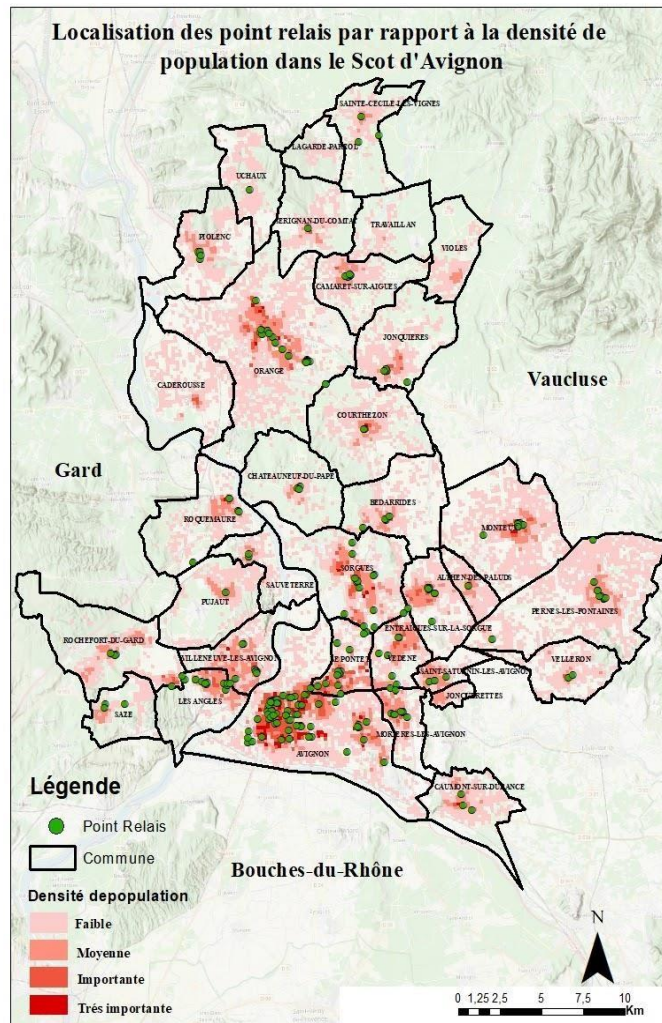 Localisation des point relais par rapport à la densité de
population dans le Scot d'Avignon
SAINTE-CECILE-LES-VIGNES
LAGARDE-PAREOL
UCHAUX
SERIGNAN-DU-COMTAT
TRAVAILLAN
PIOLENC
VIOLES
CAMARET-SUR-AIGUES
JONQUIERES
ORANGE
CADEROUSSE
Vaucluse
COURTHEZON
Gard
CHATEAUNEUF-DU-PAPE
BEDARRIDES
ROQUEMAURE
MONTEUX
SORGUES
ALTHEN-DES-PALUDS
SAUVETERRE
PUJAUT
PERNES-LES-FONTAINES
ENTRAIGUES-SUR-LA-SORGUE
ROCHEFORT-DU-GARD
VILLENEUVE-LES-AVIGNON
LE PONTET
VEDENE
VELLERON
SAINT-SATURNIN-LES-AVIGNON
JONQUERETTES
LES ANGLES
SAZE
MORIERES-LES-AVIGNON
AVIGNON
CAUMONT-SUR-DURANCE
Légende
Point Relais
Commune
Bouches-du-Rhône
Densité depopulation
Faible
Moyenne
Importante
Trés importante
N
0 1,25 2,5 5 7,5 10
Km